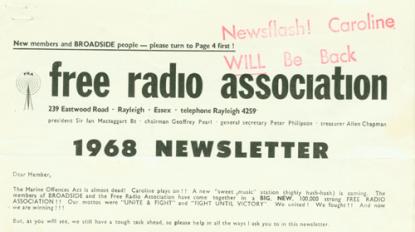 Newsflash! Caroline
WILL Be Back
New members and BROADSIDE people — please turn to Page 4 first !
FRA
free radio association
239 Eastwood Road · Rayleigh · Essex · telephone Rayleigh 4259
president Sir Ian Mactaggart Bt · chairman Geoffrey Pearl · general secretary Peter Philipson · treasurer Allen Chapman
1968 NEWSLETTER
Dear Member,
The Marine Offences Act is almost dead! Caroline plays on!! A new "sweet music" station (highly hush-hush) is coming. The
members of BROADSIDE and the Free Radio Association have come together in a BIG, NEW, 100,000 strong FREE RADIO
ASSOCIATION!! Our mottos were "UNITE & FIGHT" and "FIGHT UNTIL VICTORY". We united! We fought!! And now
we are winning!!!
But, as you will see, we still have a tough task ahead, so please help in all the ways I ask you to in this newsletter.